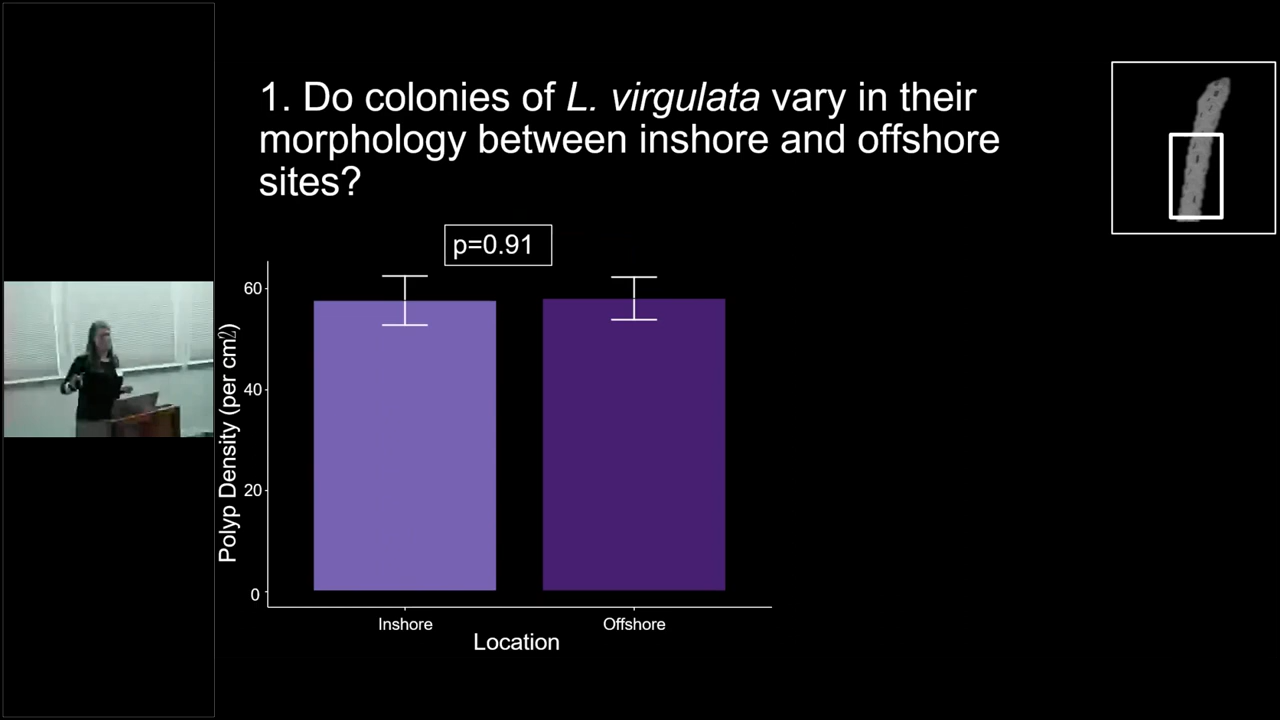 1. Do colonies of L. virgulata vary in their
morphology between inshore and offshore
sites?
p=0.91
Polyp Density (per cm2)
60
40
20
0
Inshore
Offshore
Location